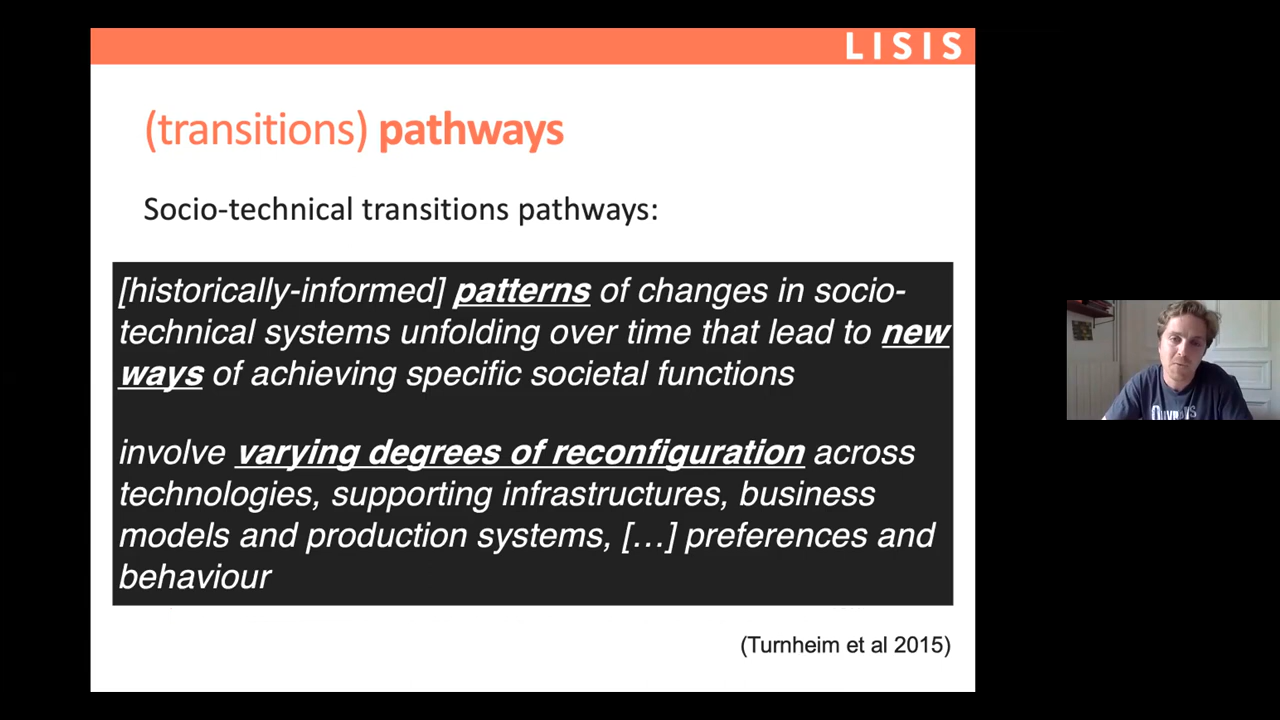 LISIS
(transitions) pathways
Socio-technical transitions pathways:
[historically-informed] patterns of changes in socio-
technical systems unfolding over time that lead to new
ways of achieving specific societal functions
involve varying degrees of reconfiguration across
technologies, supporting infrastructures, business
models and production systems, […] preferences and
behaviour
(Turnheim et al 2015)